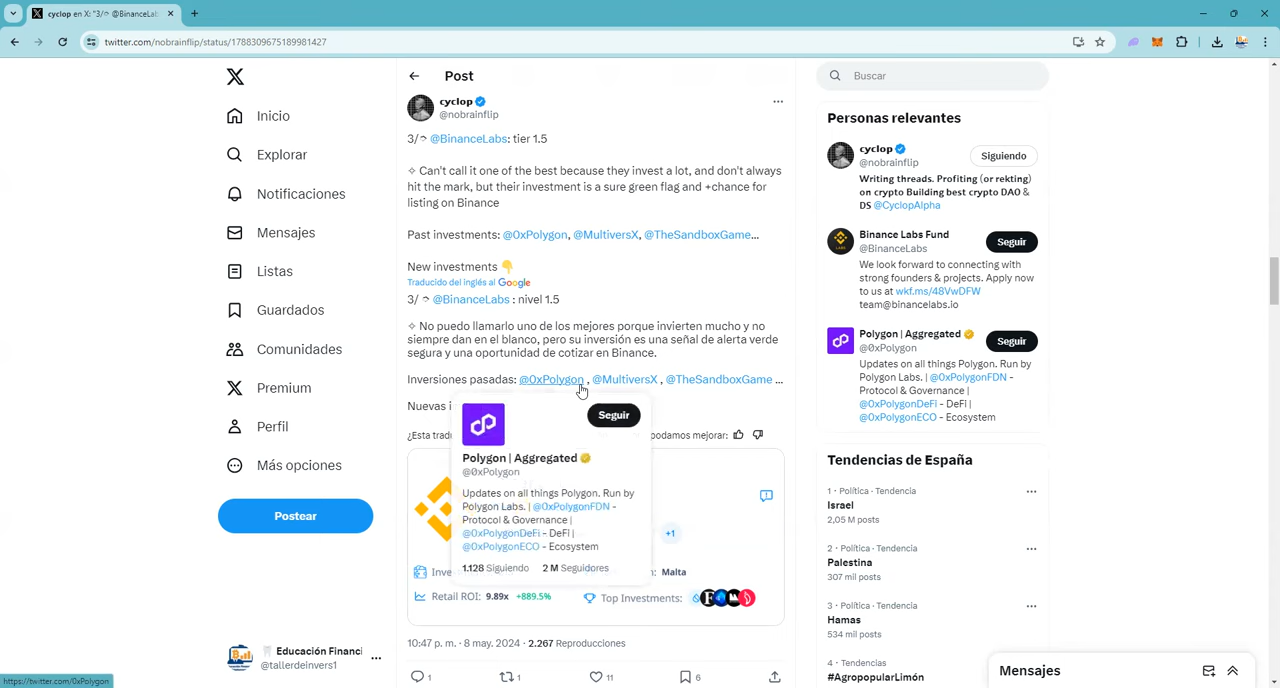 cyclop en X: "3/⌒ @BinanceLab
twitter.com/nobrainflip/status/1788309675189981427
Inicio
Explorar
Notificaciones
Mensajes
Listas
Guardados
Comunidades
Premium
Perfil
Más opciones
Postear
Educación Financi
@tallerdeinvers1
https://twitter.com/0xPolygon
Post
cyclop
@nobrainflip
3/⌒ @BinanceLabs: tier 1.5
✧ Can't call it one of the best because they invest a lot, and don't always
hit the mark, but their investment is a sure green flag and +chance for
listing on Binance
Past investments: @0xPolygon, @MultiversX, @TheSandboxGame...
New investments 👇
Traducido del inglés al Google
3/ ⌒ @BinanceLabs : nivel 1.5
✧ No puedo llamarlo uno de los mejores porque invierten mucho y no
siempre dan en el blanco, pero su inversión es una señal de alerta verde
segura y una oportunidad de cotizar en Binance.
Inversiones pasadas: @0xPolygon , @MultiversX , @TheSandboxGame ...
Nuevas i
¿Esta tradu podamos mejorar:
Seguir
Polygon | Aggregated
@0xPolygon
Updates on all things Polygon. Run by
Polygon Labs. | @0xPolygonFDN -
Protocol & Governance |
@0xPolygonDeFi - DeFi |
@0xPolygonECO - Ecosystem
1.128 Siguiendo 2 M Seguidores
+1
Inve n: Malta
Retail ROI: 9.89x +889.5% Top Investments:
10:47 p. m. · 8 may. 2024 · 2.267 Reproducciones
1 1 11 6
Buscar
Personas relevantes
cyclop
@nobrainflip
Siguiendo
Writing threads. Profiting (or rekting)
on crypto Building best crypto DAO &
DS @CyclopAlpha
Binance Labs Fund
@BinanceLabs
Seguir
We look forward to connecting with
strong founders & projects. Apply now
to us at wkf.ms/48VwDFW
team@binancelabs.io
Polygon | Aggregated
@0xPolygon
Seguir
Updates on all things Polygon. Run by
Polygon Labs. | @0xPolygonFDN -
Protocol & Governance |
@0xPolygonDeFi - DeFi |
@0xPolygonECO - Ecosystem
Tendencias de España
1 · Política · Tendencia
Israel
2,05 M posts
2 · Política · Tendencia
Palestina
307 mil posts
3 · Política · Tendencia
Hamas
534 mil posts
4 · Tendencias
#AgropopularLimón
Mensajes